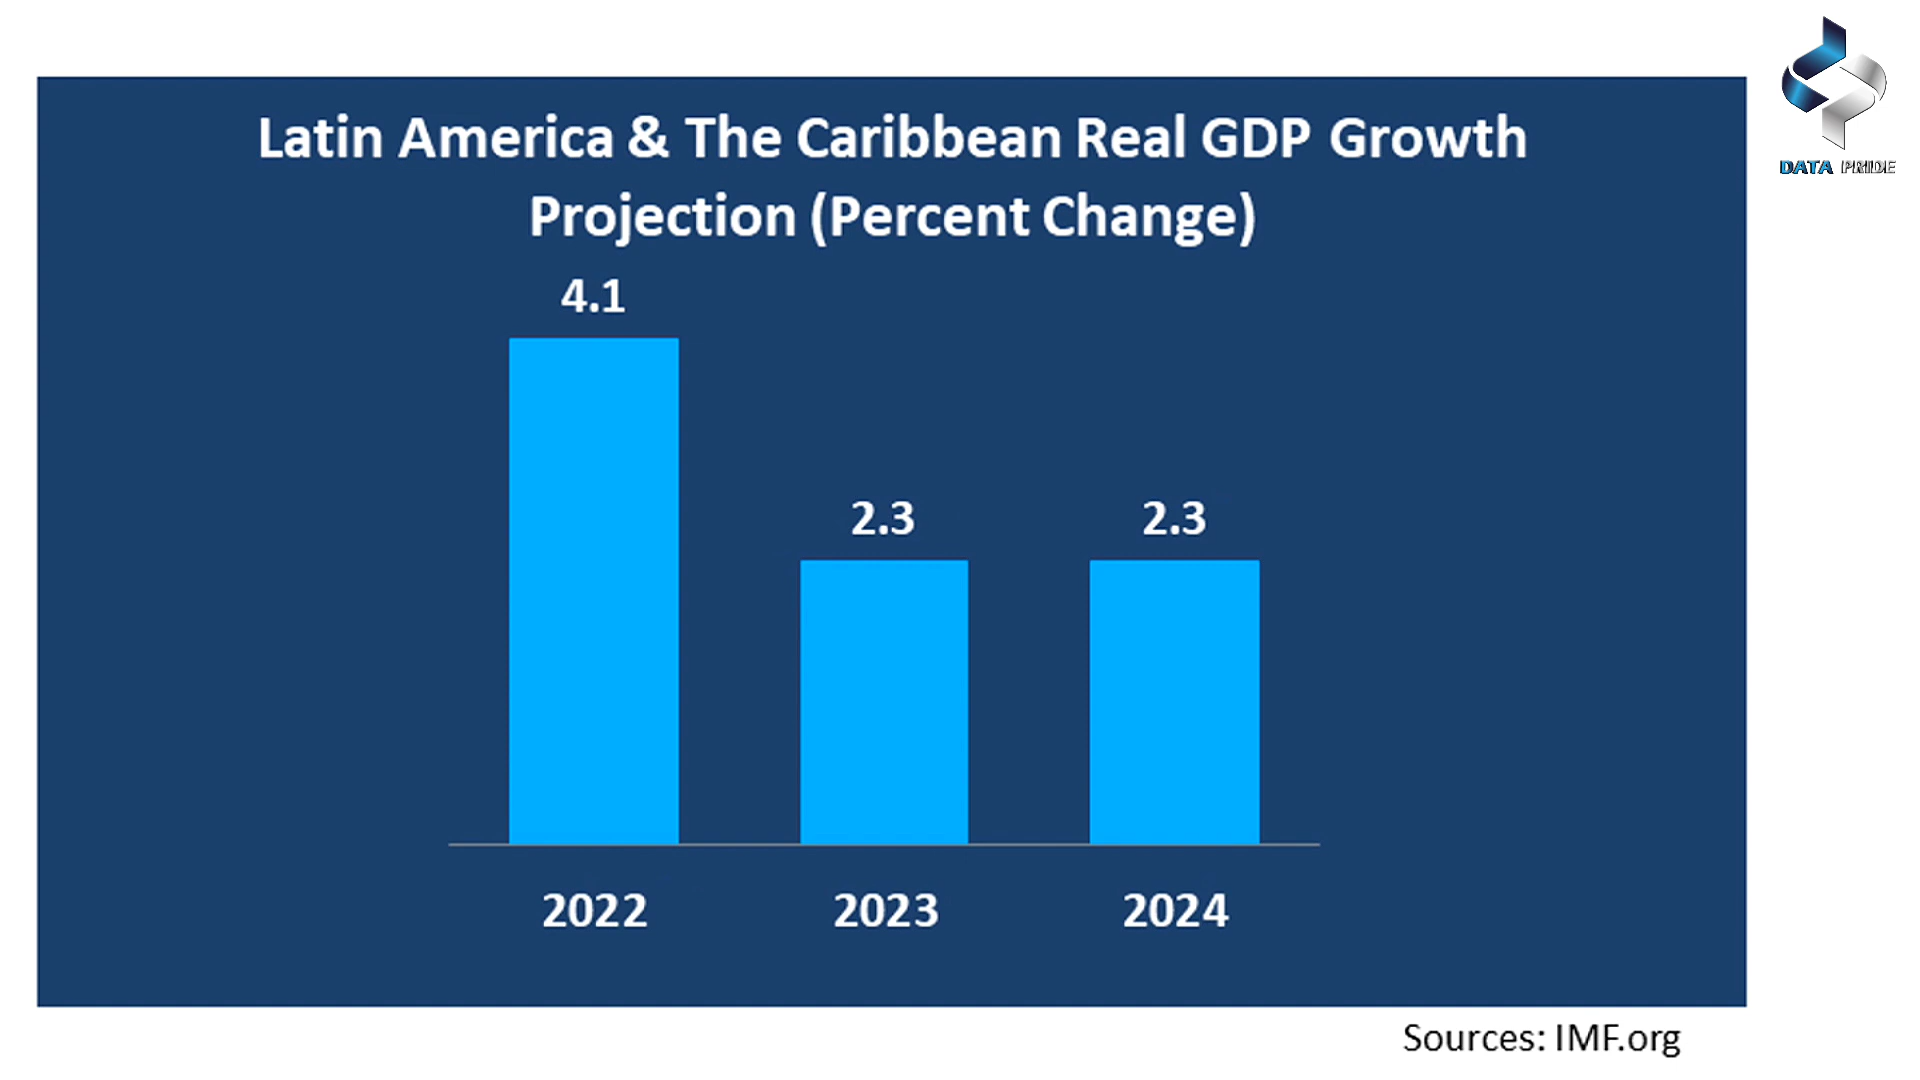 DATA PRIDE
Latin America & The Caribbean Real GDP Growth
Projection (Percent Change)
4.1
2.3
2.3
2022
2023
2024
Sources: IMF.org